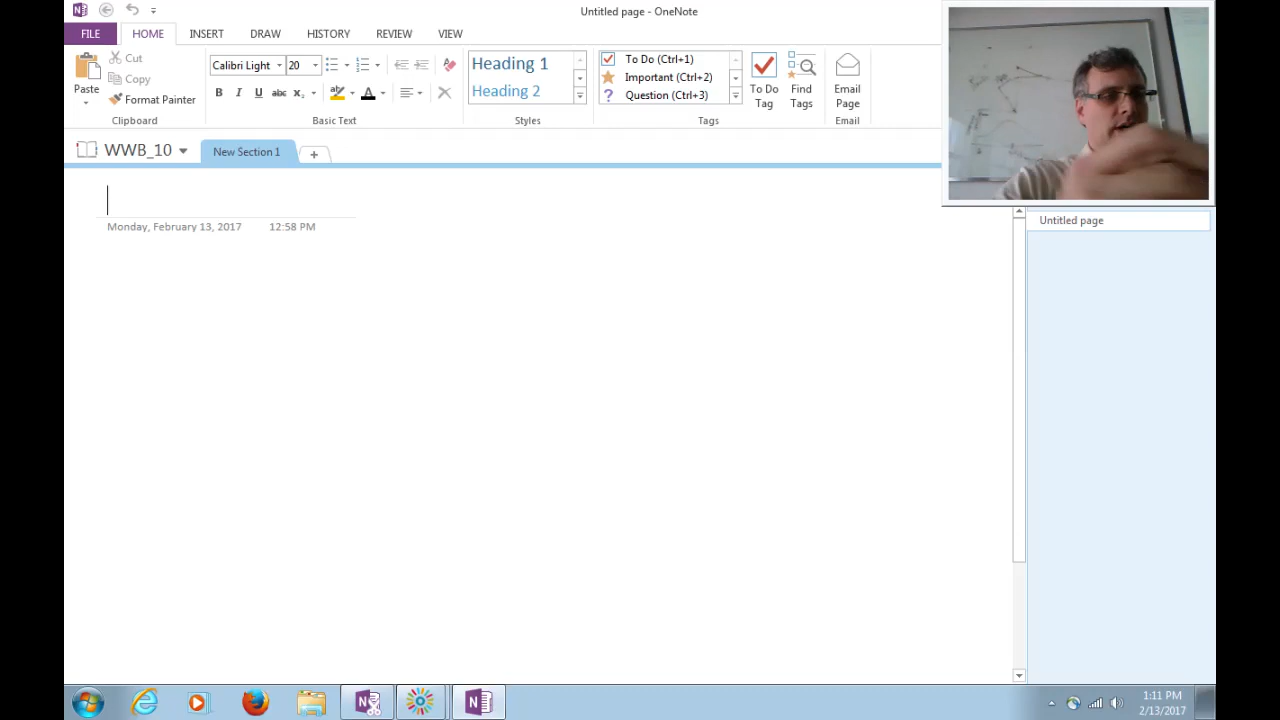 Untitled page - OneNote
FILE HOME INSERT DRAW HISTORY REVIEW VIEW
Paste
Cut
Copy
Format Painter
Clipboard
Calibri Light 20
B I U abc x₂ A
Basic Text
Heading 1
Heading 2
Styles
To Do (Ctrl+1)
Important (Ctrl+2)
? Question (Ctrl+3)
Tags
To Do
Tag
Find
Tags
Email
Page
Email
WWB_10 New Section 1 +
Untitled page
Monday, February 13, 2017 12:58 PM
1:11 PM
2/13/2017